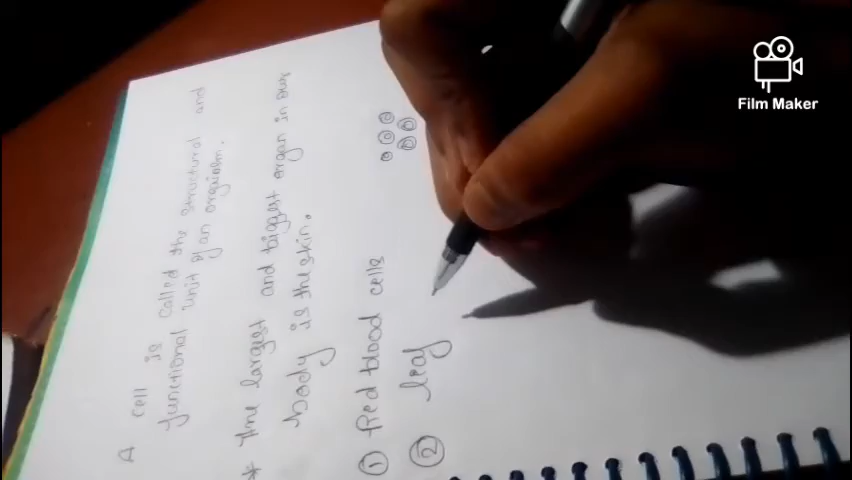 A cell is called the structural and
functional unit of an orgialm.
* The largest and biggest organ in our
body is the skin.
① Red blood cells
② leaf
Film Maker